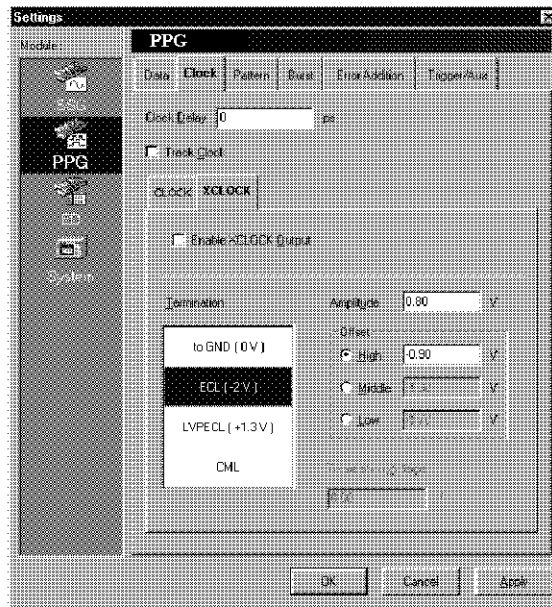 Settings
Module
PPG
PPG
System
Data Clock Pattern Burst Error Addition Trigger/Aux
Clock Delay 0 ps
Track Clock
CLOCK XCLOCK
Enable XCLOCK Output
Termination
to GND ( 0 V )
ECL ( -2 V )
LVPECL ( +1.3 V )
CML
Amplitude 0.80 V
Offset
High -0.90 V
Middle V
Low V
OK Cancel Apply